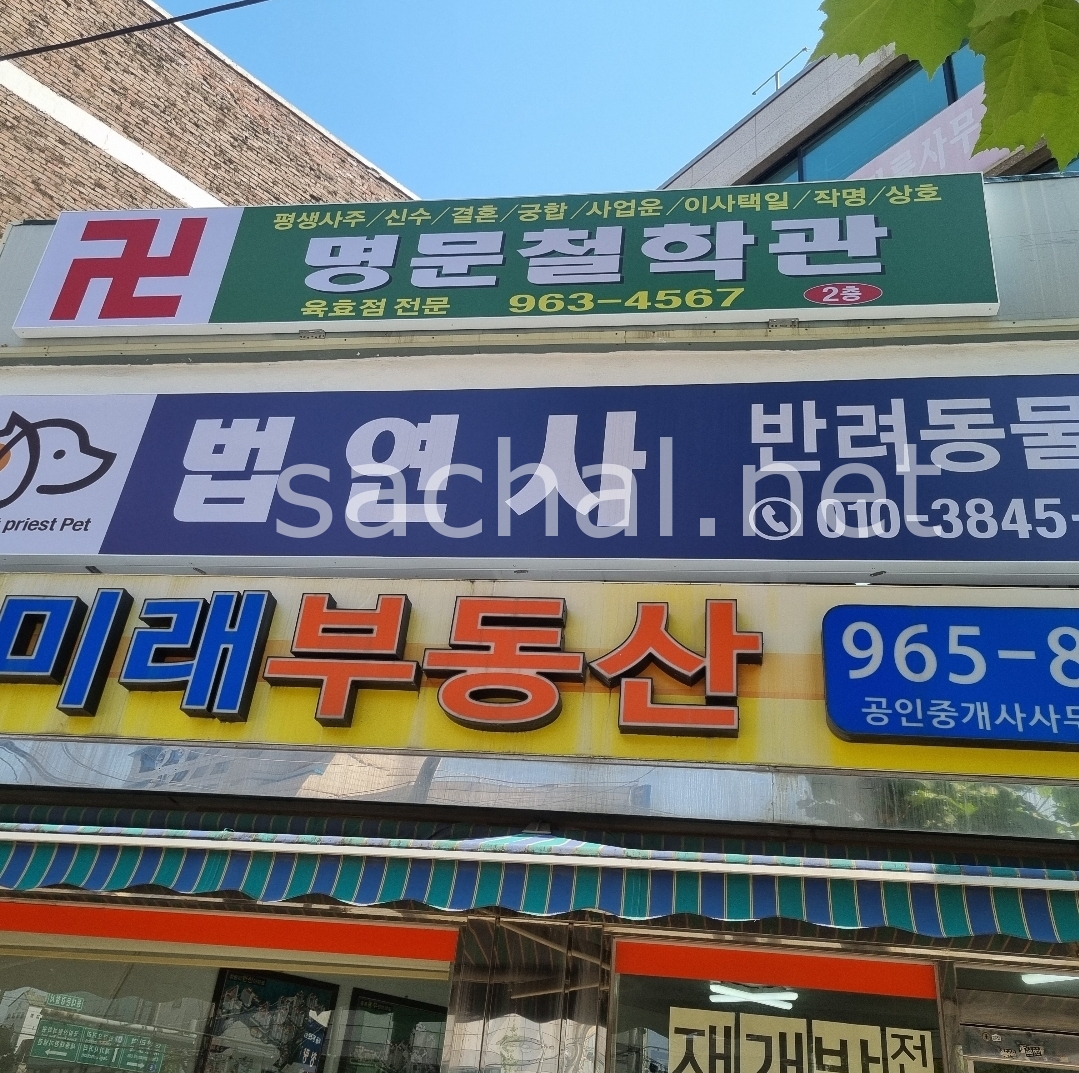 평생사주/신수/결혼/궁합/사업운/이사택일/작명/상호
卍 명문철학관
육효점 전문 963-4567 2층
법연사 반려동물
priest Pet 010-3845-
sachal.net
미래부동산 965-8
공인중개사사무
재개발 전